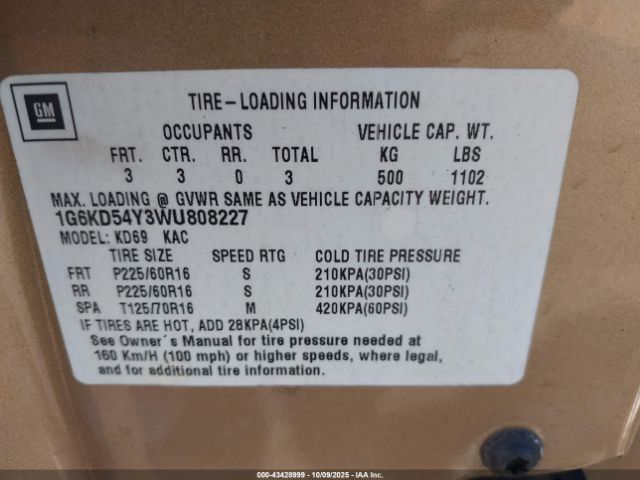 GM
TIRE-LOADING INFORMATION
OCCUPANTS VEHICLE CAP. WT.
FRT. CTR. RR. TOTAL KG LBS
3 3 0 3 500 1102
MAX. LOADING @ GVWR SAME AS VEHICLE CAPACITY WEIGHT.
1G6KD54Y3WU808227
MODEL: KD69 KAC
TIRE SIZE SPEED RTG COLD TIRE PRESSURE
FRT P225/60R16 S 210KPA(30PSI)
RR P225/60R16 S 210KPA(30PSI)
SPA T125/70R16 M 420KPA(60PSI)
IF TIRES ARE HOT, ADD 28KPA(4PSI)
See Owner's Manual for tire pressure needed at
160 Km/H (100 mph) or higher speeds, where legal,
and for additional tire information.
000-43428999 - 10/09/2025 - IAA Inc.